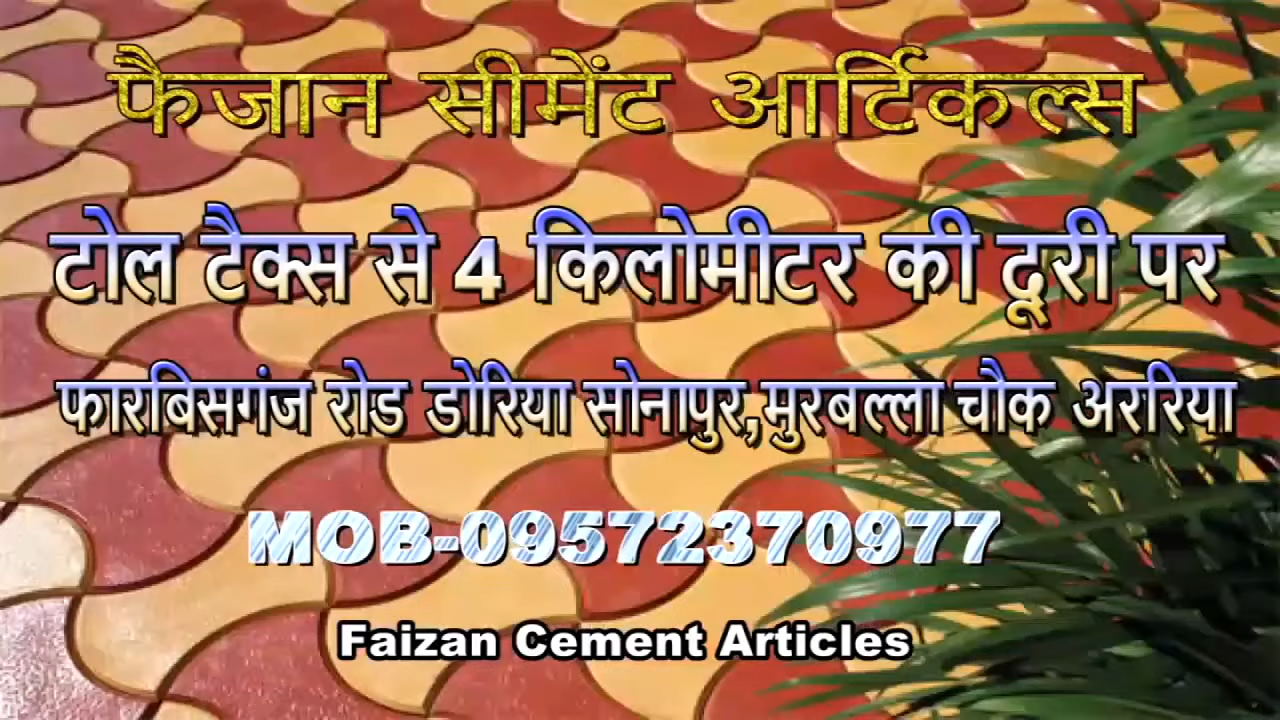 फैजान सीमेंट आर्टिकल्स
टोल टैक्स से 4 किलोमीटर की दूरी पर
फारबिसगंज रोड डोरिया सोनापुर,मुरबल्ला चौक अररिया
MOB-09572370977
Faizan Cement Articles